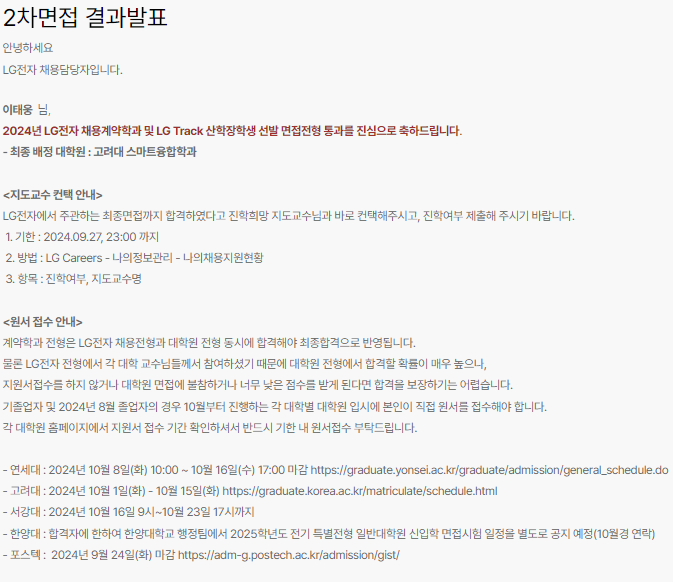 2차면접 결과발표
안녕하세요
LG전자 채용담당자입니다.
이태웅 님,
2024년 LG전자 채용계약학과 및 LG Track 산학장학생 선발 면접전형 통과를 진심으로 축하드립니다.
- 최종 배정 대학원 : 고려대 스마트융합학과
<지도교수 컨택 안내>
LG전자에서 주관하는 최종면접까지 합격하였다고 진학희망 지도교수님과 바로 컨택해주시고, 진학여부 제출해 주시기 바랍니다.
1. 기한 : 2024.09.27, 23:00 까지
2. 방법 : LG Careers - 나의정보관리 - 나의채용지원현황
3. 항목 : 진학여부, 지도교수명
<원서 접수 안내>
계약학과 전형은 LG전자 채용전형과 대학원 전형 동시에 합격해야 최종합격으로 반영됩니다.
물론 LG전자 전형에서 각 대학 교수님들께서 참여하셨기 때문에 대학원 전형에서 합격할 확률이 매우 높으나,
지원서접수를 하지 않거나 대학원 면접에 불참하거나 너무 낮은 점수를 받게 된다면 합격을 보장하기는 어렵습니다.
기졸업자 및 2024년 8월 졸업자의 경우 10월부터 진행하는 각 대학별 대학원 입시에 본인이 직접 원서를 접수해야 합니다.
각 대학원 홈페이지에서 지원서 접수 기간 확인하셔서 반드시 기한 내 원서접수 부탁드립니다.
- 연세대 : 2024년 10월 8일(화) 10:00 ~ 10월 16일(수) 17:00 마감 https://graduate.yonsei.ac.kr/graduate/admission/general_schedule.do
- 고려대 : 2024년 10월 1일(화) - 10월 15일(화) https://graduate.korea.ac.kr/matriculate/schedule.html
- 서강대 : 2024년 10월 16일 9시~10월 23일 17시까지
- 한양대 : 합격자에 한하여 한양대학교 행정팀에서 2025학년도 전기 특별전형 일반대학원 신입학 면접시험 일정을 별도로 공지 예정(10월경 연락)
- 포스텍 : 2024년 9월 24일(화) 마감 https://adm-g.postech.ac.kr/admission/gist/